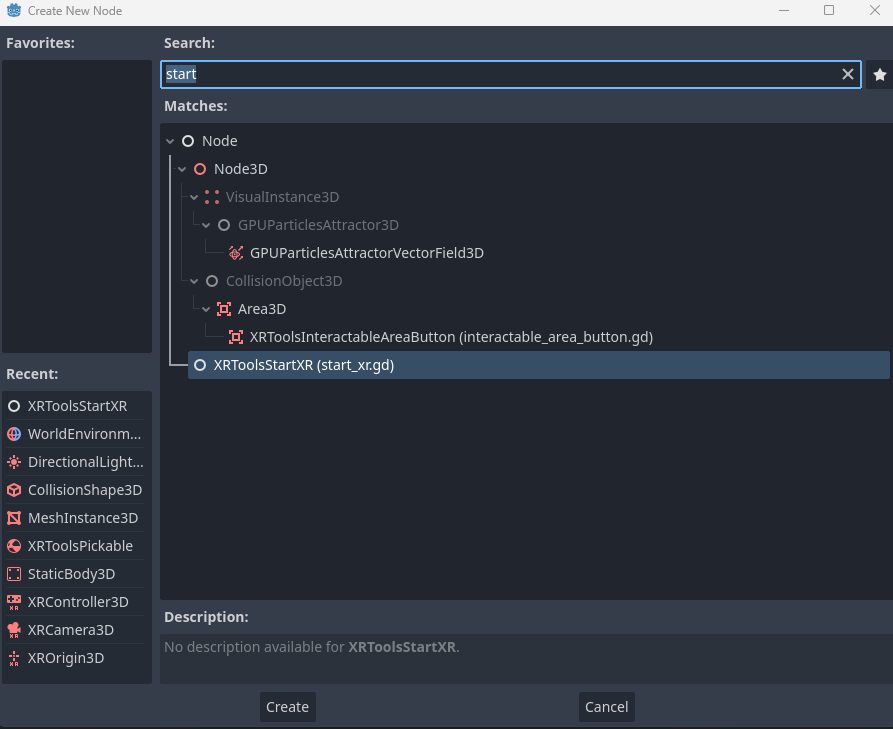 Create New Node
Favorites:
Search:
start
Matches:
Node
Node3D
VisualInstance3D
GPUParticlesAttractor3D
GPUParticlesAttractorVectorField3D
CollisionObject3D
Area3D
XRToolsInteractableAreaButton (interactable_area_button.gd)
XRToolsStartXR (start_xr.gd)
Recent:
XRToolsStartXR
WorldEnvironm...
DirectionalLight...
CollisionShape3D
MeshInstance3D
XRToolsPickable
StaticBody3D
XRController3D
XRCamera3D
XROrigin3D
Description:
No description available for XRToolsStartXR.
Create
Cancel